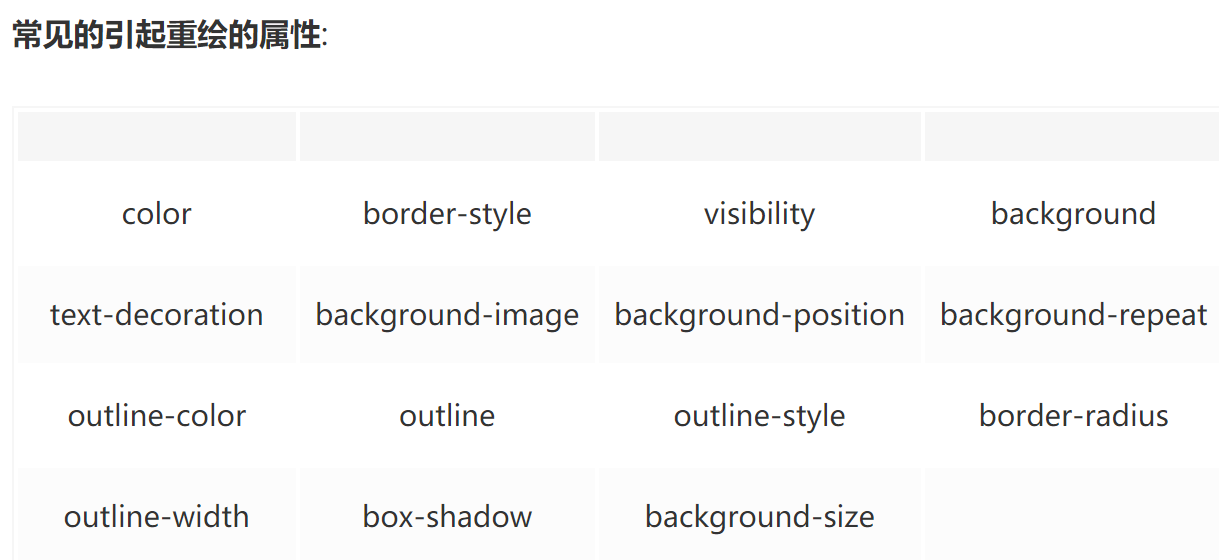 常见的引起重绘的属性:
color border-style visibility background
text-decoration background-image background-position background-repeat
outline-color outline outline-style border-radius
outline-width box-shadow background-size